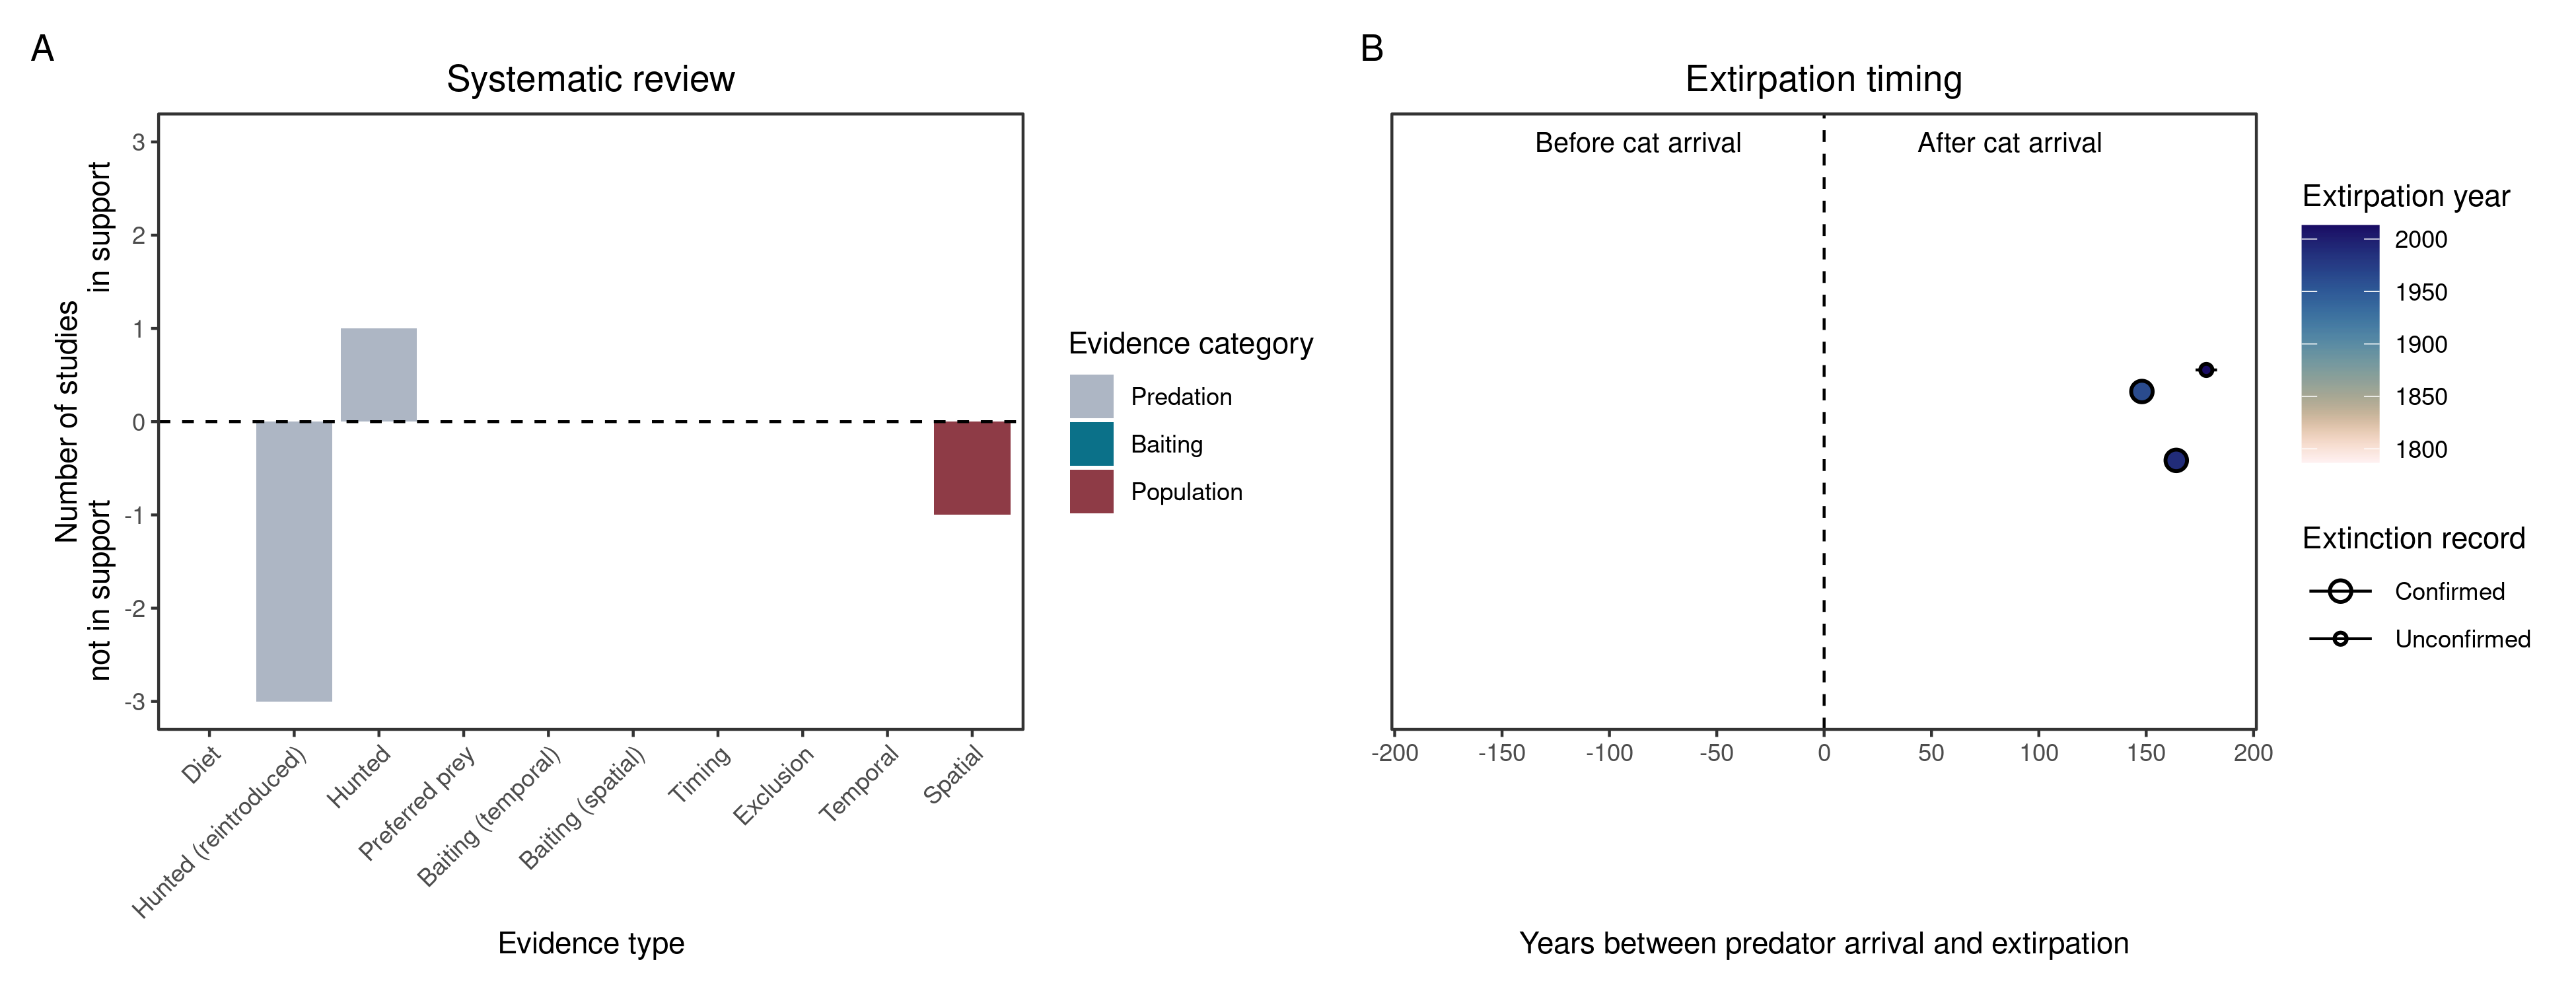 A
Systematic review
Number of studies
in support
not in support
3
2
1
0
-1
-2
-3
Diet
Hunted (reintroduced)
Hunted
Preferred prey
Baiting (temporal)
Baiting (spatial)
Timing
Exclusion
Temporal
Spatial
Evidence type
Evidence category
Predation
Baiting
Population
B
Extirpation timing
Before cat arrival
After cat arrival
-200
-150
-100
-50
0
50
100
150
200
Years between predator arrival and extirpation
Extirpation year
2000
1950
1900
1850
1800
Extinction record
Confirmed
Unconfirmed